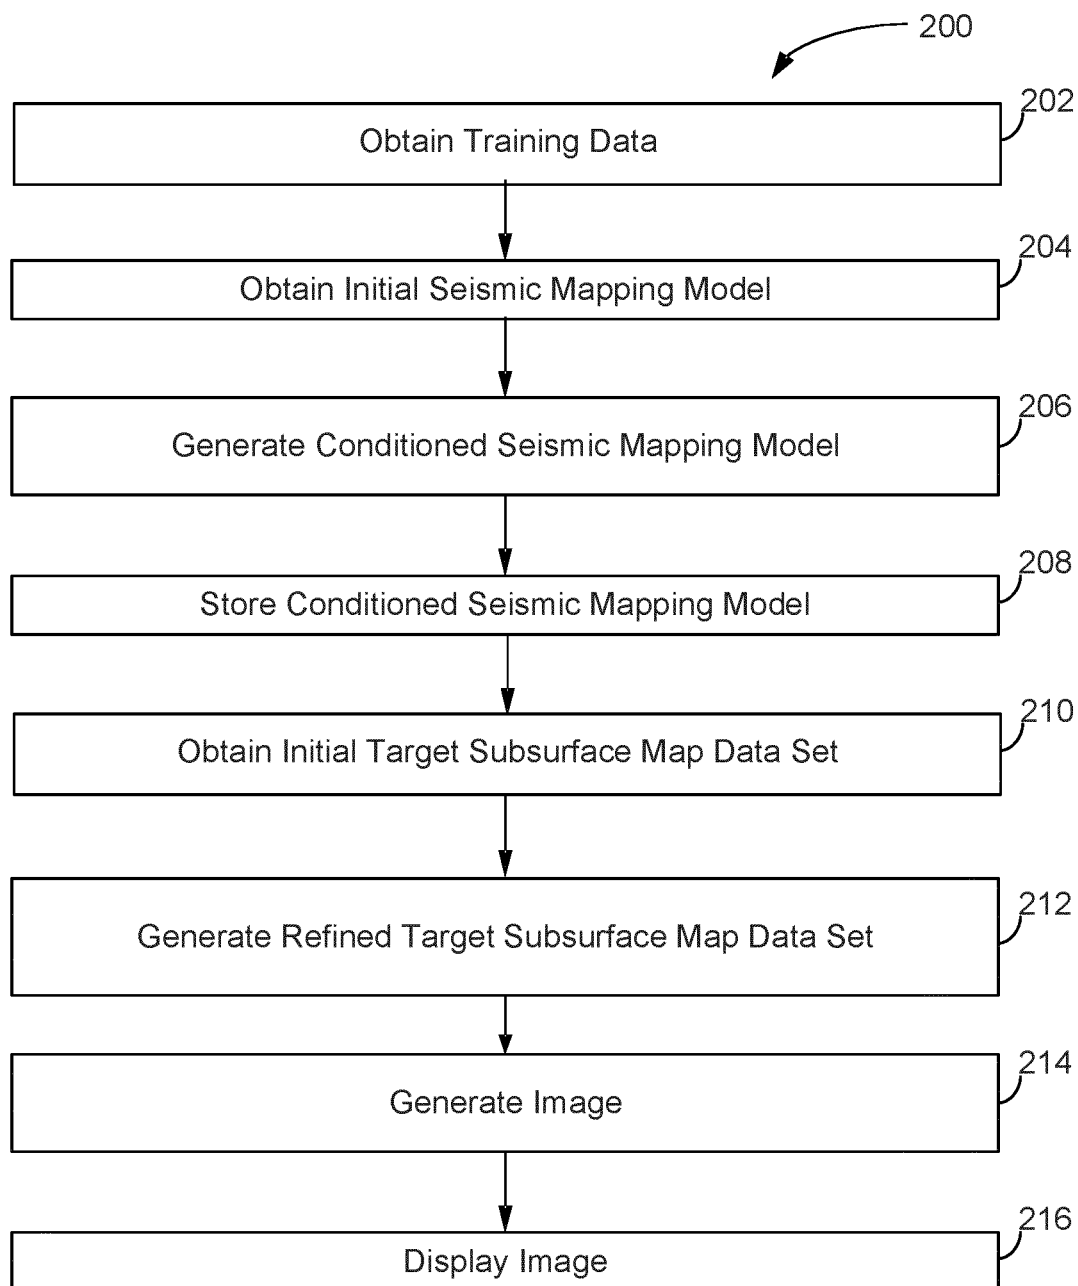 200
202
Obtain Training Data
204
Obtain Initial Seismic Mapping Model
206
Generate Conditioned Seismic Mapping Model
208
Store Conditioned Seismic Mapping Model
210
Obtain Initial Target Subsurface Map Data Set
212
Generate Refined Target Subsurface Map Data Set
214
Generate Image
216
Display Image